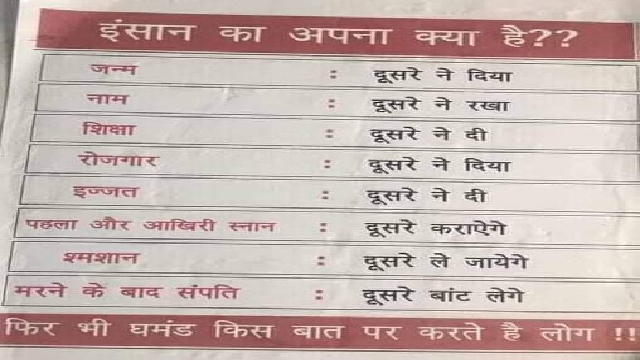 इंसान का अपना क्या है??
जन्म : दूसरे ने दिया
नाम : दूसरे ने रखा
शिक्षा : दूसरे ने दी
रोजगार : दूसरे ने दिया
इज्जत : दूसरे ने दी
पहला और आखिरी स्नान : दूसरे कराऐगे
श्मशान : दूसरे ले जायेगे
मरने के बाद संपति : दूसरे बांट लेगे
फिर भी घमंड किस बात पर करते है लोग !!